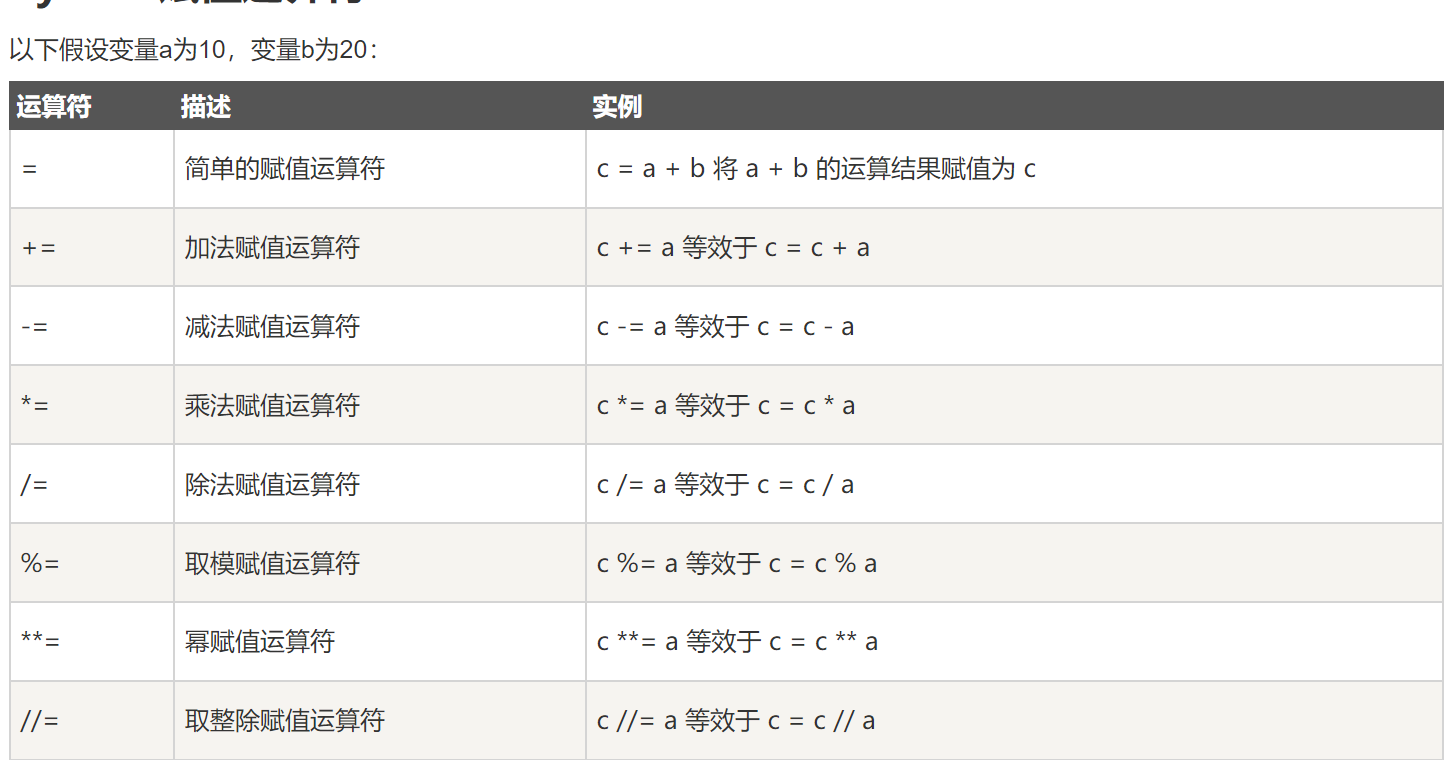 以下假设变量a为10，变量b为20：
运算符 描述 实例
= 简单的赋值运算符 c = a + b 将 a + b 的运算结果赋值为 c
+= 加法赋值运算符 c += a 等效于 c = c + a
-= 减法赋值运算符 c -= a 等效于 c = c - a
*= 乘法赋值运算符 c *= a 等效于 c = c * a
/= 除法赋值运算符 c /= a 等效于 c = c / a
%= 取模赋值运算符 c %= a 等效于 c = c % a
**= 幂赋值运算符 c **= a 等效于 c = c ** a
//= 取整除赋值运算符 c //= a 等效于 c = c // a